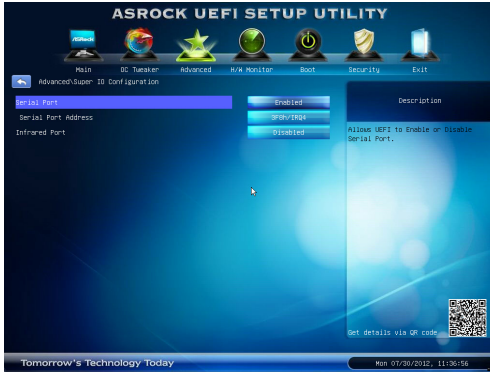 ASROCK UEFI SETUP UTILITY
ASRock
Main OC Tweaker Advanced H/W Monitor Boot Security Exit
Advanced\Super IO Configuration
Serial Port Enabled
Serial Port Address 3F8h/IRQ4
Infrared Port Disabled
Description
Allows UEFI to Enable or Disable
Serial Port.
Get details via QR code
Tomorrow's Technology Today
Mon 07/30/2012, 11:36:56